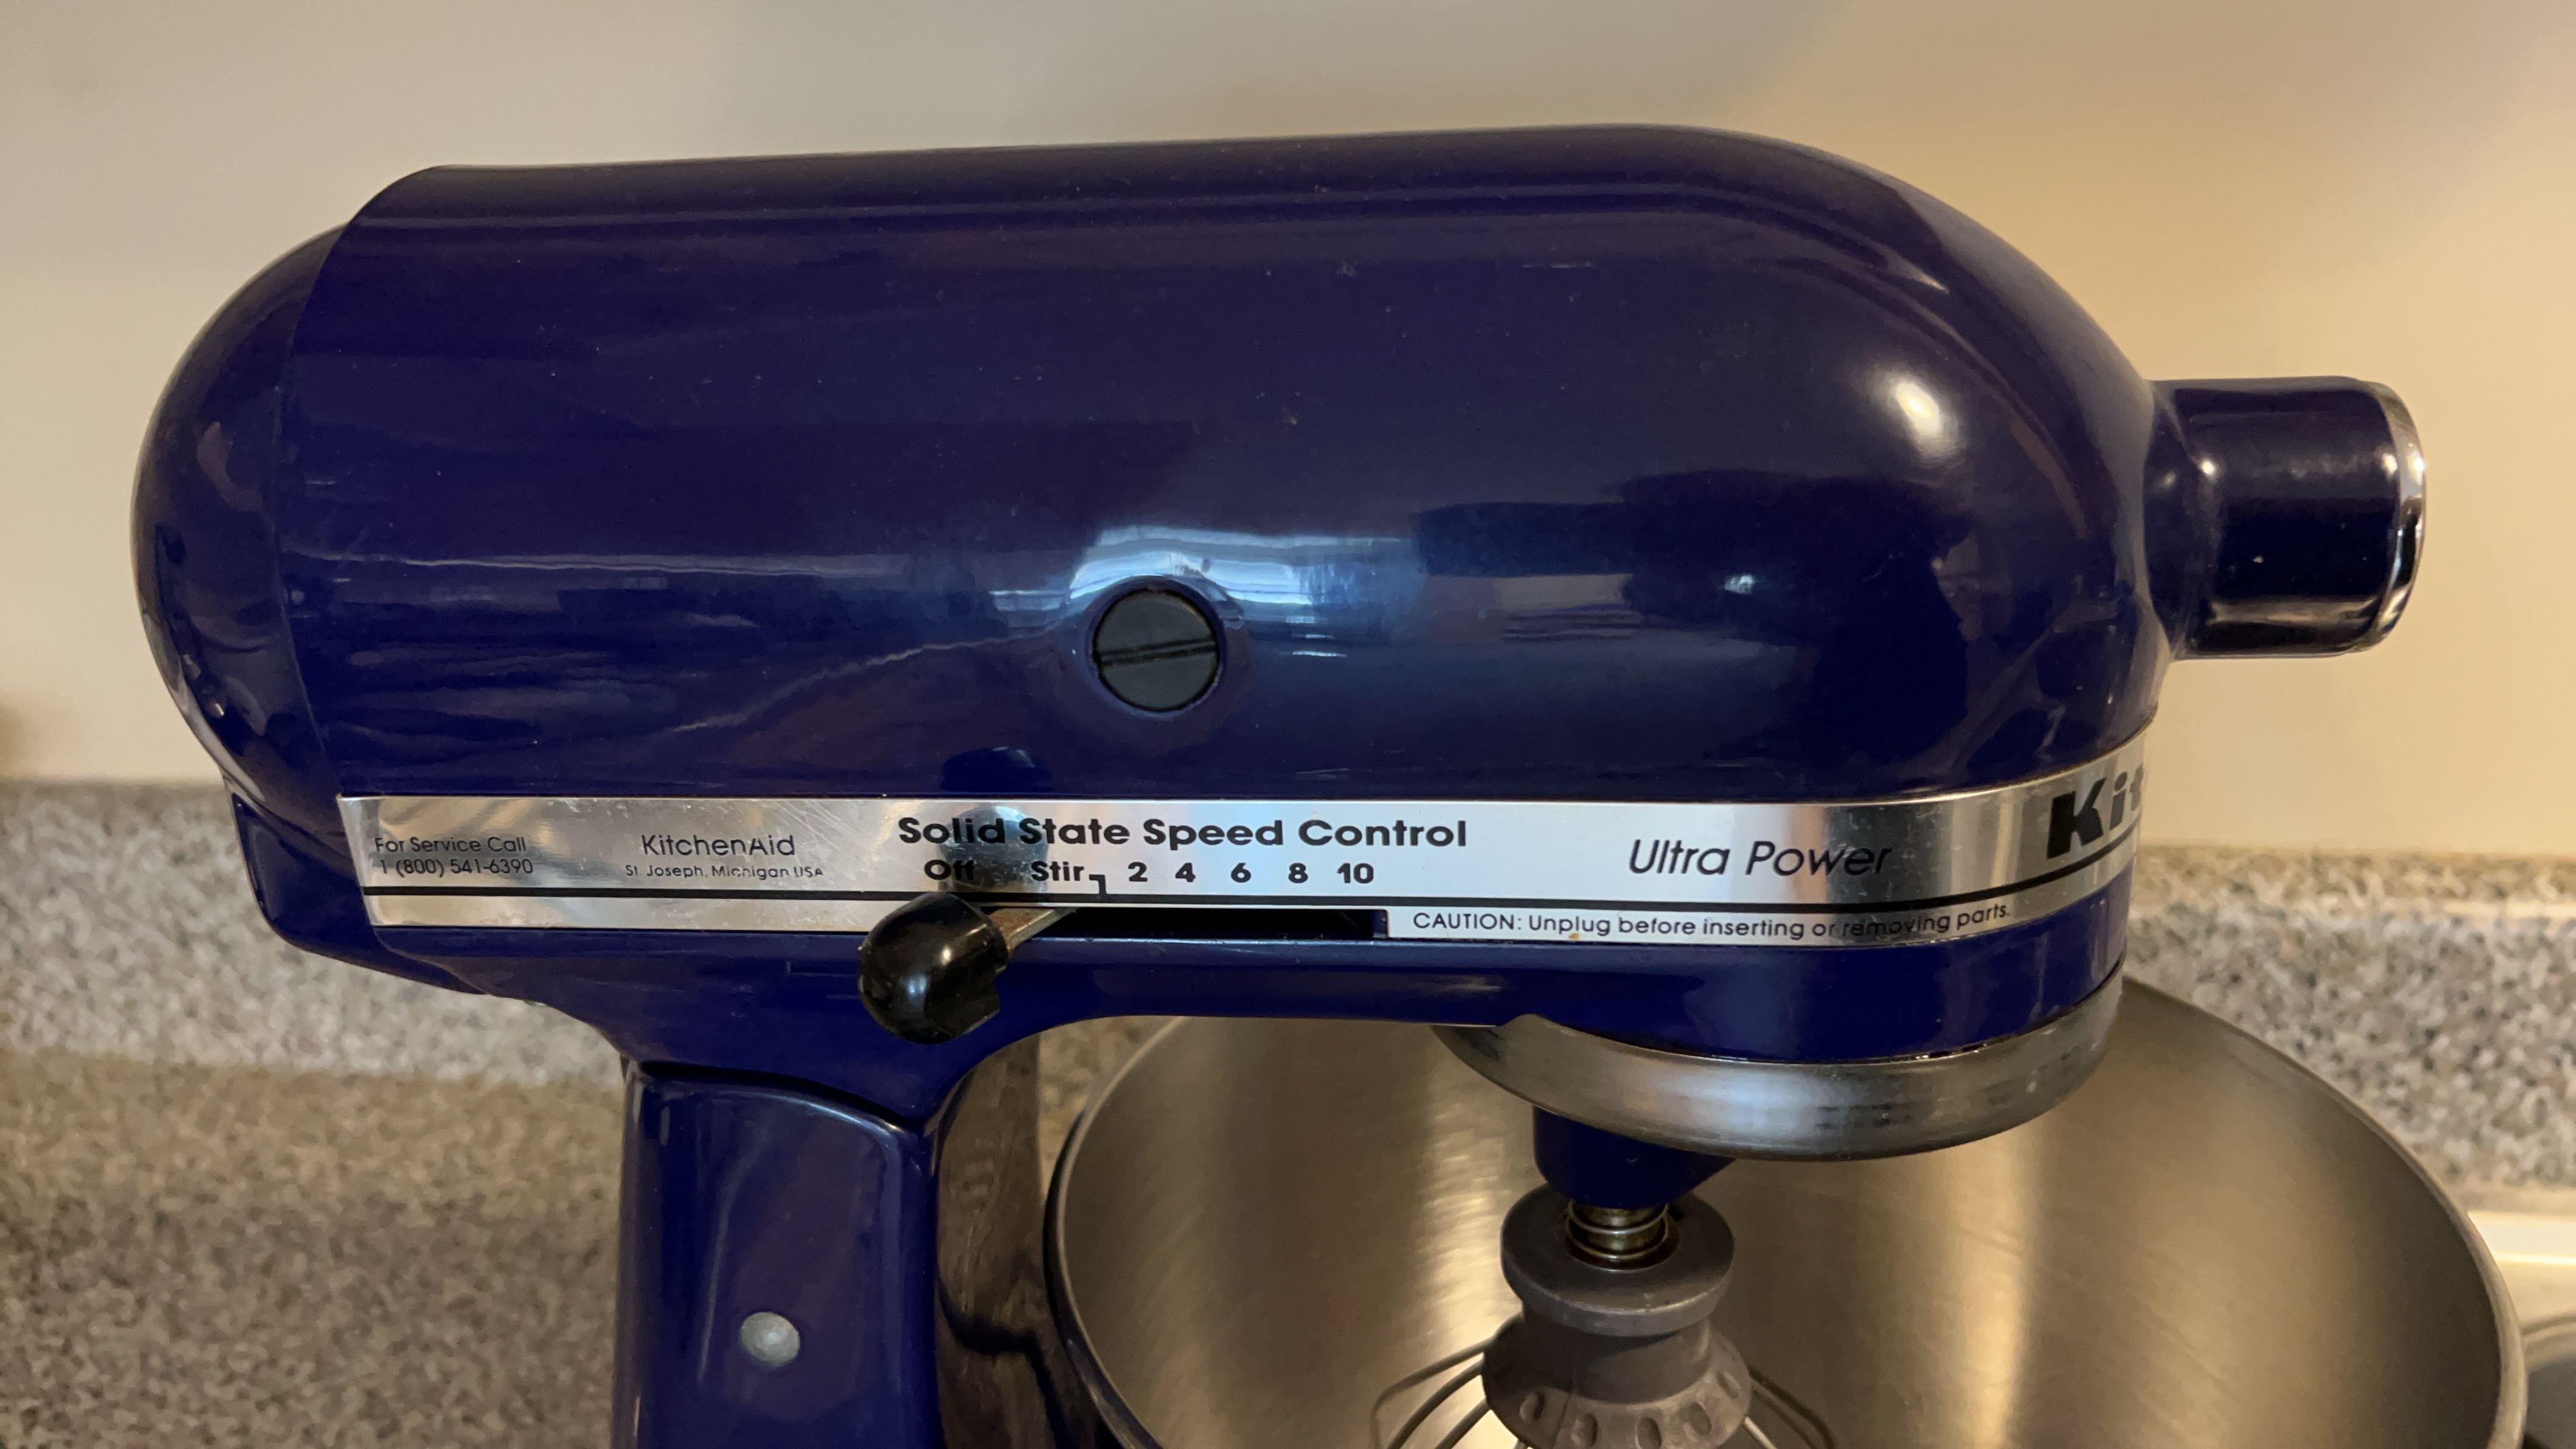 For Service Call
1 (800) 541-6390
KitchenAid
St. Joseph, Michigan USA
Solid State Speed Control
Off Stir 2 4 6 8 10
Ultra Power
CAUTION: Unplug before inserting or removing parts.
Kit